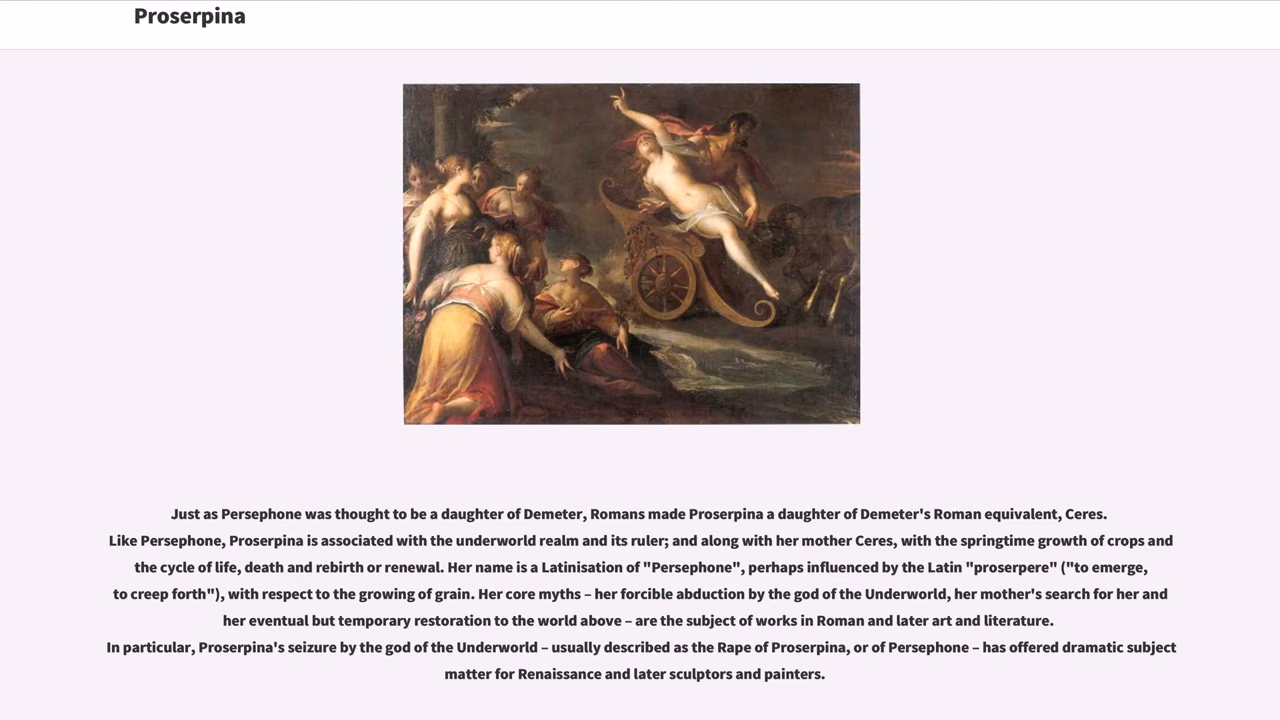 Proserpina
Just as Persephone was thought to be a daughter of Demeter, Romans made Proserpina a daughter of Demeter's Roman equivalent, Ceres.
Like Persephone, Proserpina is associated with the underworld realm and its ruler; and along with her mother Ceres, with the springtime growth of crops and
the cycle of life, death and rebirth or renewal. Her name is a Latinisation of "Persephone", perhaps influenced by the Latin "proserpere" ("to emerge,
to creep forth"), with respect to the growing of grain. Her core myths – her forcible abduction by the god of the Underworld, her mother's search for her and
her eventual but temporary restoration to the world above – are the subject of works in Roman and later art and literature.
In particular, Proserpina's seizure by the god of the Underworld – usually described as the Rape of Proserpina, or of Persephone – has offered dramatic subject
matter for Renaissance and later sculptors and painters.